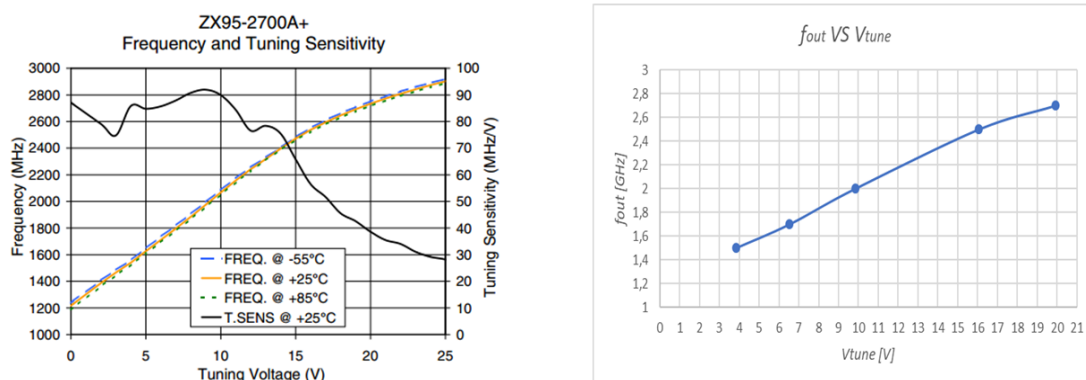 ZX95-2700A+
Frequency and Tuning Sensitivity
Frequency (MHz)
3000
2800
2600
2400
2200
2000
1800
1600
1400
1200
1000
100
90
80
70
60
50
40
30
20
10
0
Tuning Sensitivity (MHz/V)
FREQ. @ -55°C
FREQ. @ +25°C
FREQ. @ +85°C
T.SENS @ +25°C
0 5 10 15 20 25
Tuning Voltage (V)
fout VS Vtune
fout [GHz]
3
2,8
2,6
2,4
2,2
2
1,8
1,6
1,4
1,2
1
0 1 2 3 4 5 6 7 8 9 10 11 12 13 14 15 16 17 18 19 20 21
Vtune [V]